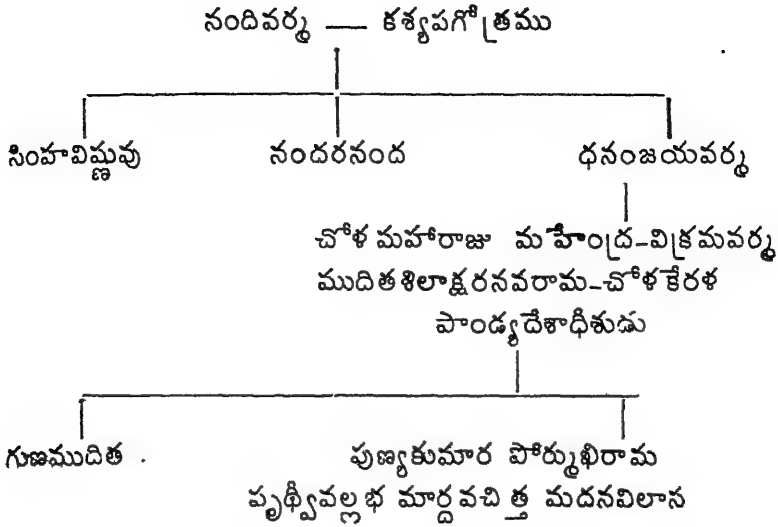 నందివర్మ — కశ్యపగోత్రము
సింహవిష్ణువు నందరనంద ధనంజయవర్మ
చోళ మహారాజు మహేంద్ర-విక్రమవర్మ
ముదితశిలాక్షరనవరామ-చోళ కేరళ
పాండ్యదేశాధీశుడు
గుణముదిత పుణ్యకుమార పోర్ముఖిరామ
పృథ్వీవల్లభ మార్దవచిత్త మదనవిలాస